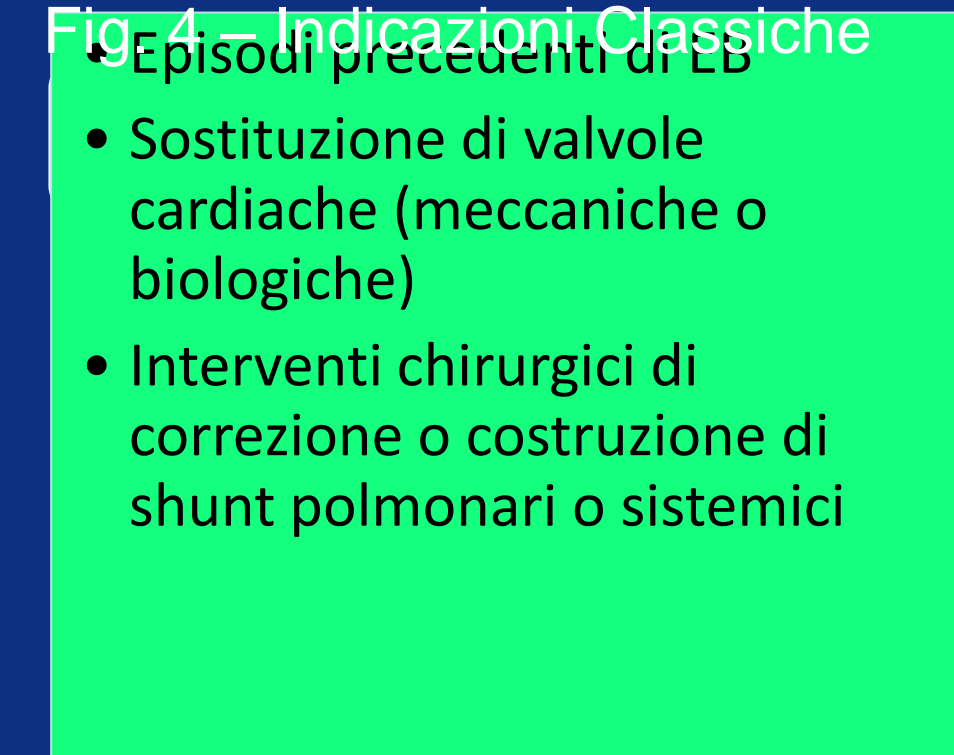 Fig. 4 – Indicazioni Classiche
• Episodi precedenti di EB
• Sostituzione di valvole
cardiache (meccaniche o
biologiche)
• Interventi chirurgici di
correzione o costruzione di
shunt polmonari o sistemici